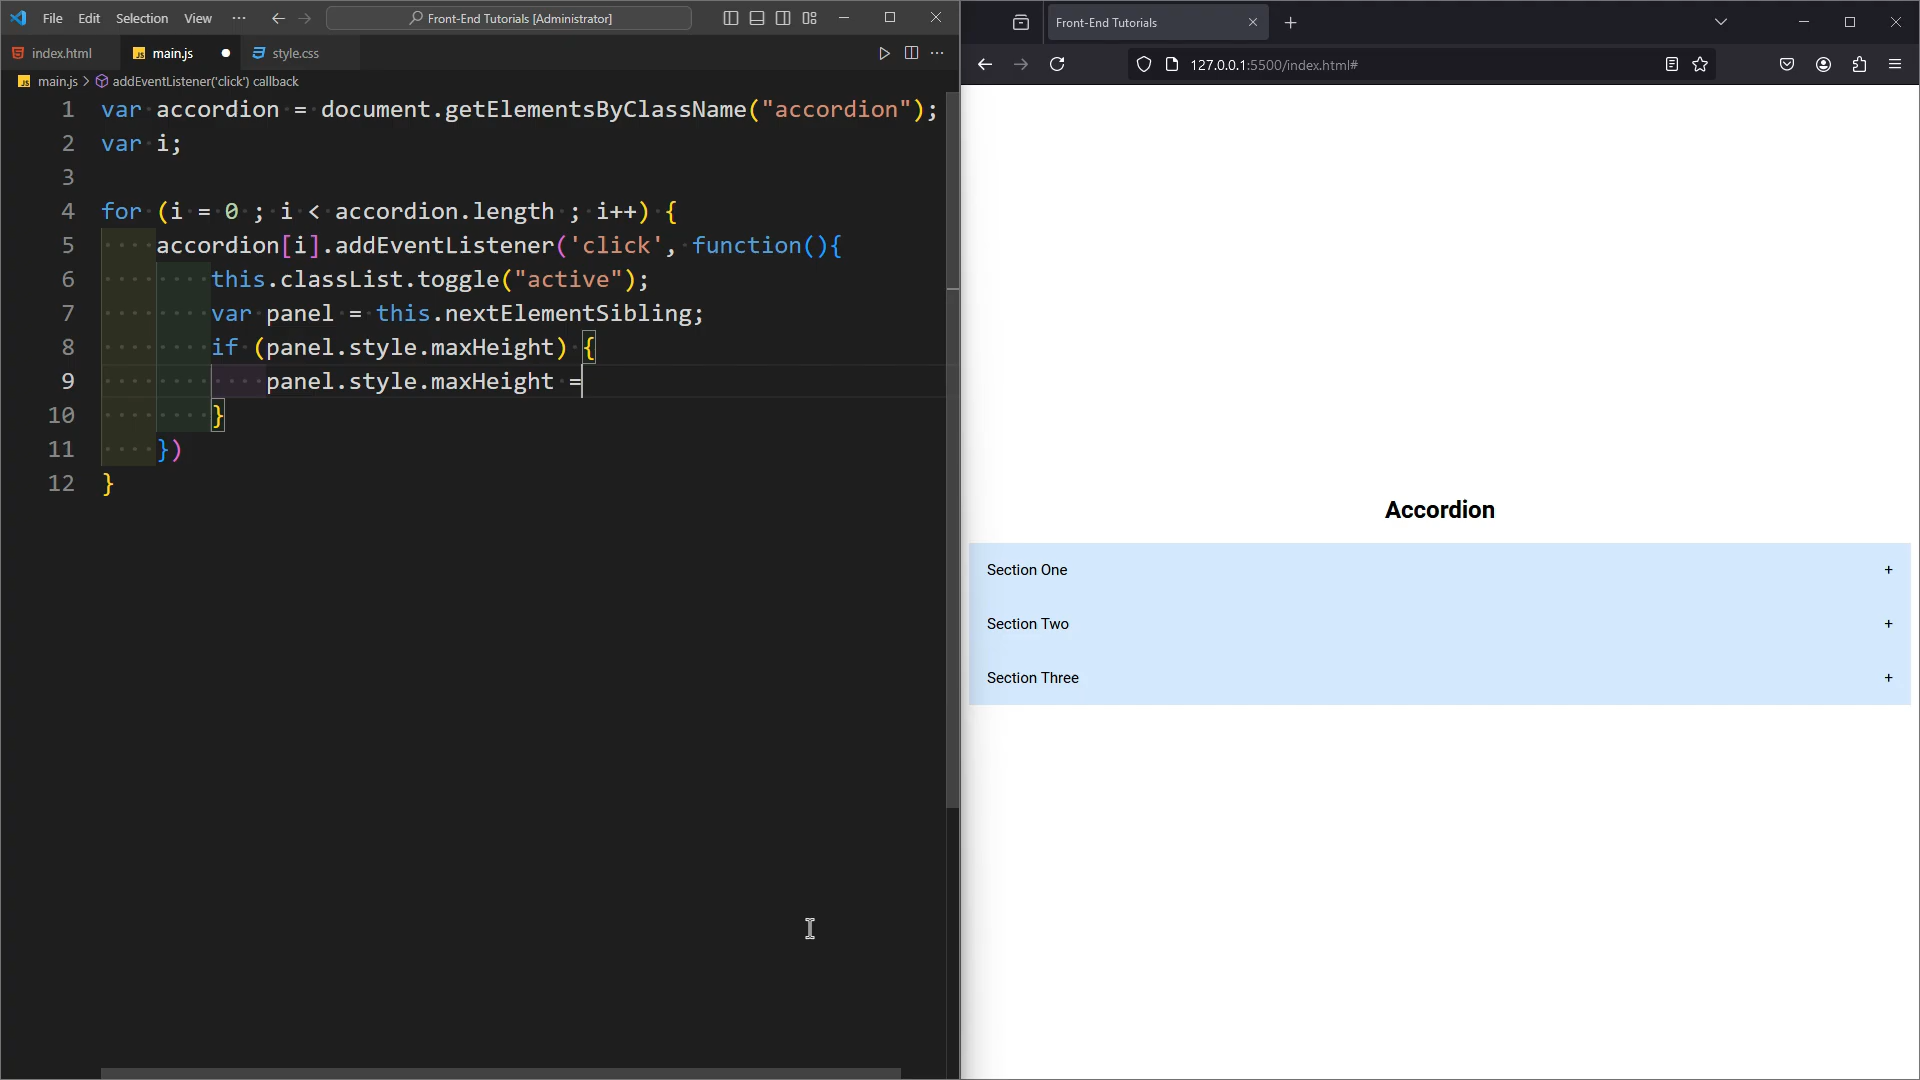 File Edit Selection View ··· Front-End Tutorials [Administrator]
index.html main.js style.css
main.js > addEventListener('click') callback
1 var accordion = document.getElementsByClassName("accordion");
2 var i;
3
4 for (i = 0 ; i < accordion.length ; i++) {
5 accordion[i].addEventListener('click', function(){
6 this.classList.toggle("active");
7 var panel = this.nextElementSibling;
8 if (panel.style.maxHeight) {
9 panel.style.maxHeight =
10 }
11 })
12 }
Front-End Tutorials
127.0.0.1:5500/index.html#
Accordion
Section One +
Section Two +
Section Three +